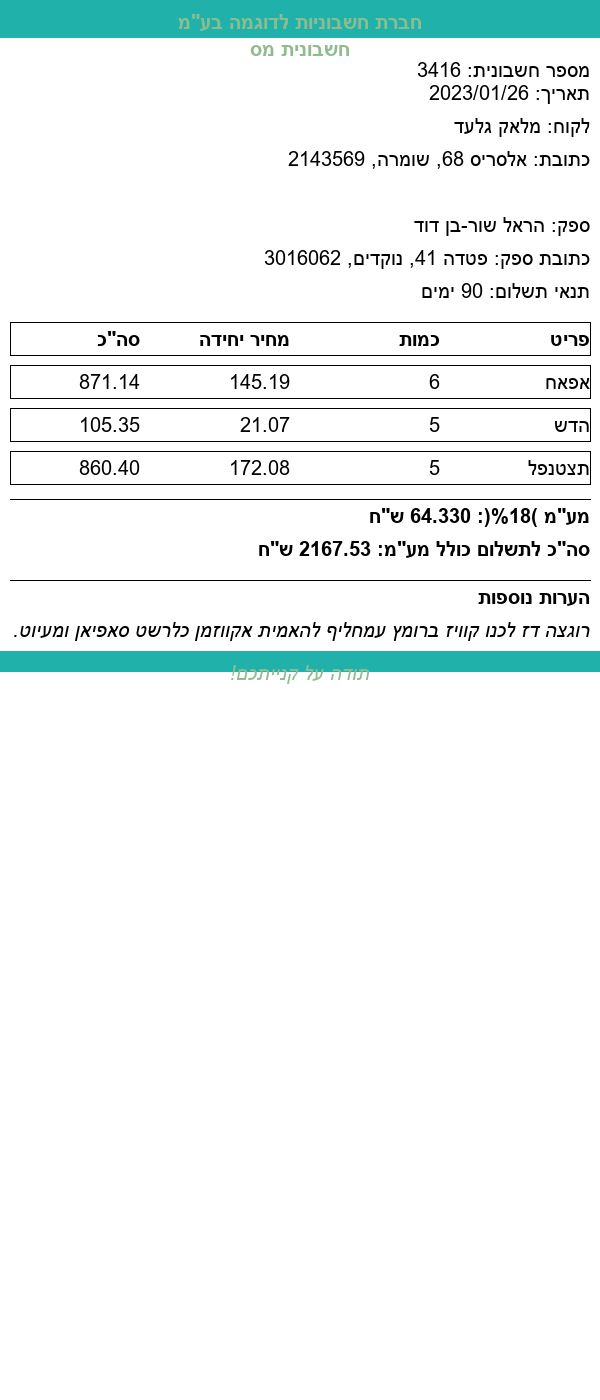 חברת חשבוניות לדוגמה בע"מ
חשבונית מס
מספר חשבונית: 3416
תאריך: 2023/01/26
לקוח: מלאק גלעד
כתובת: אלסריס 68, שומרה, 2143569
ספק: הראל שור-בן דוד
כתובת ספק: פטדה 41, נוקדים, 3016062
תנאי תשלום: 90 ימים
פריט כמות מחיר יחידה סה"כ
אפאח 6 145.19 871.14
הדש 5 21.07 105.35
תצטנפל 5 172.08 860.40
מע"מ )18%(: 64.330 ש"ח
סה"כ לתשלום כולל מע"מ: 2167.53 ש"ח
הערות נוספות
רוגצה דז לכנו קוויז ברומץ עמחליף להאמית אקווזמן כלרשט סאפיאן ומעיוט.
תודה על קנייתכם!